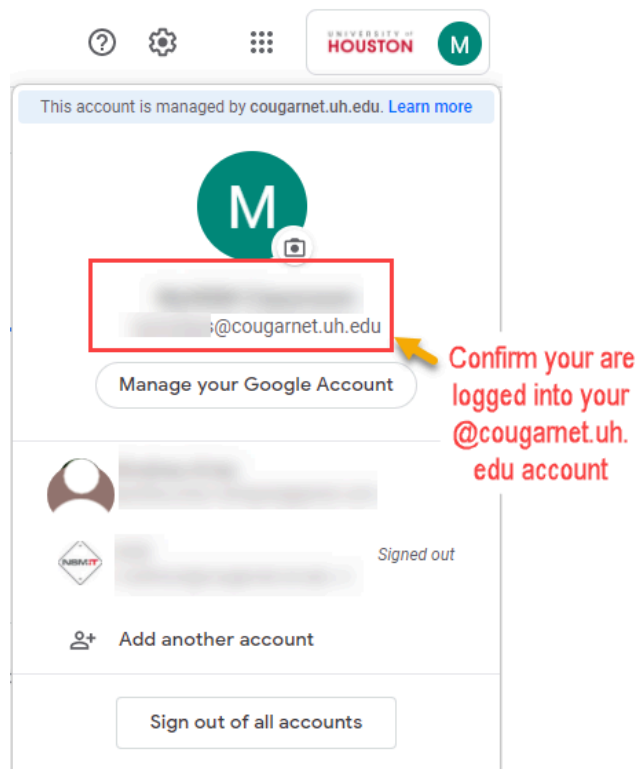 UNIVERSITY of
HOUSTON
M
This account is managed by cougarnet.uh.edu. Learn more
M
s@cougarnet.uh.edu
Manage your Google Account
Confirm your are
logged into your
@cougarnet.uh.
edu account
NSMIT
Signed out
Add another account
Sign out of all accounts